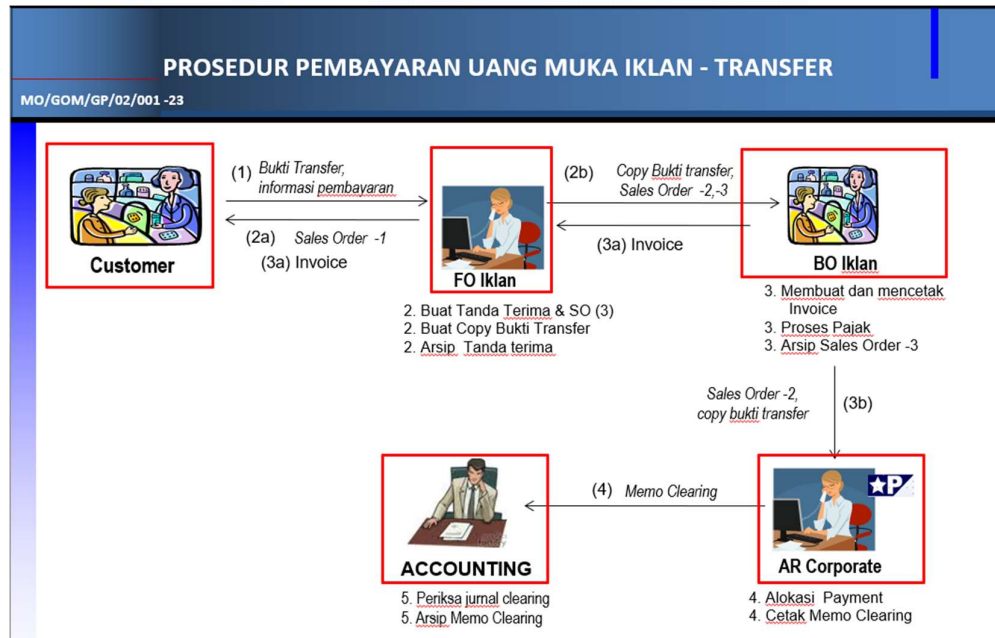 PROSEDUR PEMBAYARAN UANG MUKA IKLAN - TRANSFER
MO/GOM/GP/02/001 -23
(1) Bukti Transfer,
informasi pembayaran
(2a) Sales Order -1
(3a) Invoice
Customer
FO Iklan
2. Buat Tanda Terima & SO (3)
2. Buat Copy Bukti Transfer
2. Arsip Tanda terima
(2b) Copy Bukti transfer,
Sales Order -2,-3
(3a) Invoice
BO Iklan
3. Membuat dan mencetak
Invoice
3. Proses Pajak
3. Arsip Sales Order -3
Sales Order -2,
copy bukti transfer
(3b)
P
AR Corporate
4. Alokasi Payment
4. Cetak Memo Clearing
(4) Memo Clearing
ACCOUNTING
5. Periksa jurnal clearing
5. Arsip Memo Clearing